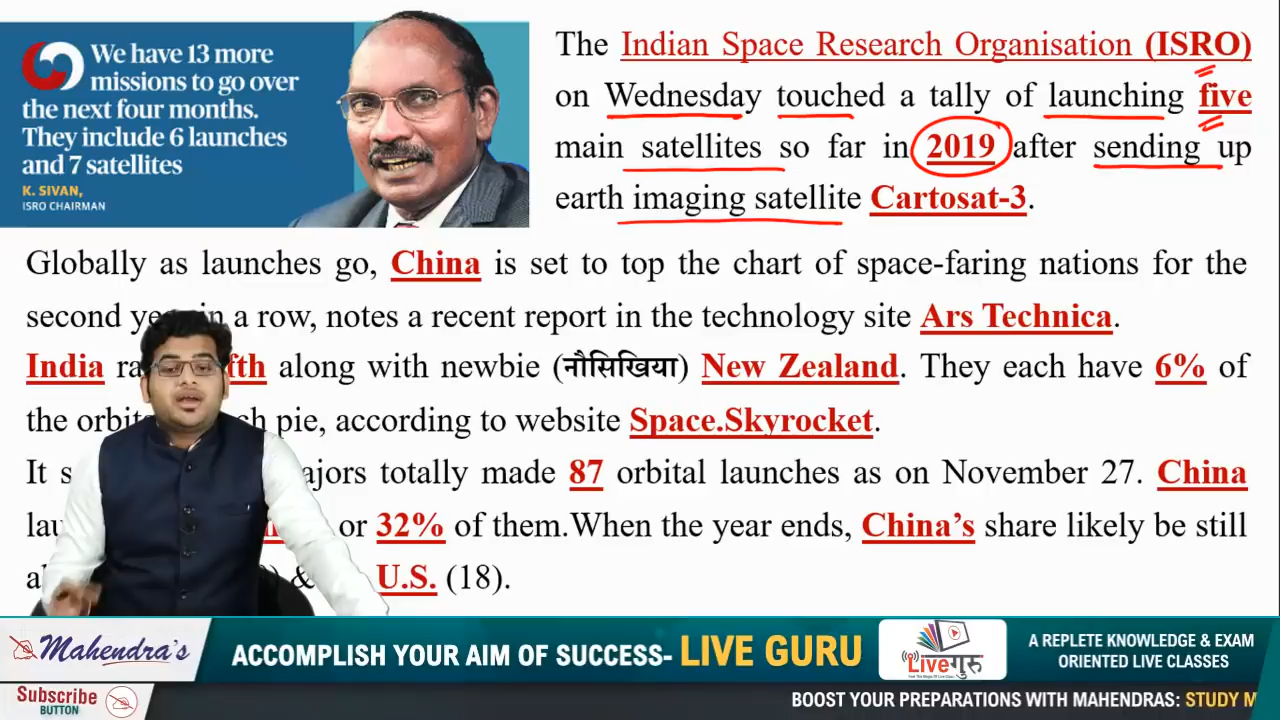 We have 13 more
missions to go over
the next four months.
They include 6 launches
and 7 satellites
K. SIVAN,
ISRO CHAIRMAN
The Indian Space Research Organisation (ISRO)
on Wednesday touched a tally of launching five
main satellites so far in 2019 after sending up
earth imaging satellite Cartosat-3.
Globally as launches go, China is set to top the chart of space-faring nations for the
second in a row, notes a recent report in the technology site Ars Technica.
India along with newbie (नौसिखिया) New Zealand. They each have 6% of
the pie, according to website Space.Skyrocket.
It totally made 87 orbital launches as on November 27. China
or 32% of them.When the year ends, China's share likely be still
& U.S. (18).
Mahendra's
ACCOMPLISH YOUR AIM OF SUCCESS- LIVE GURU
Liveगुरु
A REPLETE KNOWLEDGE & EXAM
ORIENTED LIVE CLASSES
Subscribe
BUTTON
BOOST YOUR PREPARATIONS WITH MAHENDRAS: STUDY M